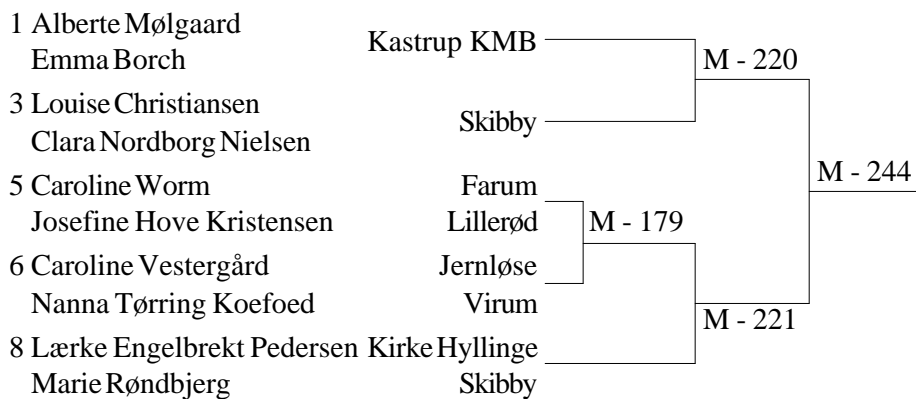 1 Alberte Mølgaard
Emma Borch
Kastrup KMB
M - 220
3 Louise Christiansen
Clara Nordborg Nielsen
Skibby
M - 244
5 Caroline Worm Farum
Josefine Hove Kristensen Lillerød
M - 179
6 Caroline Vestergård Jernløse
Nanna Tørring Koefoed Virum
M - 221
8 Lærke Engelbrekt Pedersen Kirke Hyllinge
Marie Røndbjerg Skibby